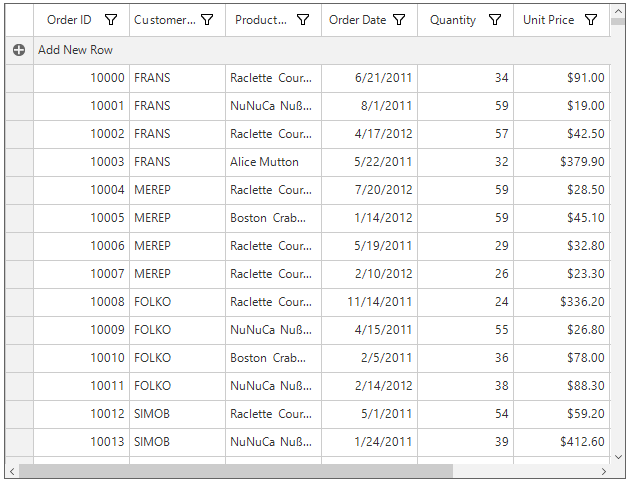 Order ID Customer... Product... Order Date Quantity Unit Price
Add New Row
10000 FRANS Raclette Cour... 6/21/2011 34 $91.00
10001 FRANS NuNuCa Nuß... 8/1/2011 59 $19.00
10002 FRANS Raclette Cour... 4/17/2012 57 $42.50
10003 FRANS Alice Mutton 5/22/2011 32 $379.90
10004 MEREP Raclette Cour... 7/20/2012 59 $28.50
10005 MEREP Boston Crab... 1/14/2012 59 $45.10
10006 MEREP Raclette Cour... 5/19/2011 29 $32.80
10007 MEREP Raclette Cour... 2/10/2012 26 $23.30
10008 FOLKO Raclette Cour... 11/14/2011 24 $336.20
10009 FOLKO NuNuCa Nuß... 4/15/2011 55 $26.80
10010 FOLKO Boston Crab... 2/5/2011 36 $78.00
10011 FOLKO NuNuCa Nuß... 2/14/2012 38 $88.30
10012 SIMOB Raclette Cour... 5/1/2011 54 $59.20
10013 SIMOB NuNuCa Nuß... 1/24/2011 39 $412.60